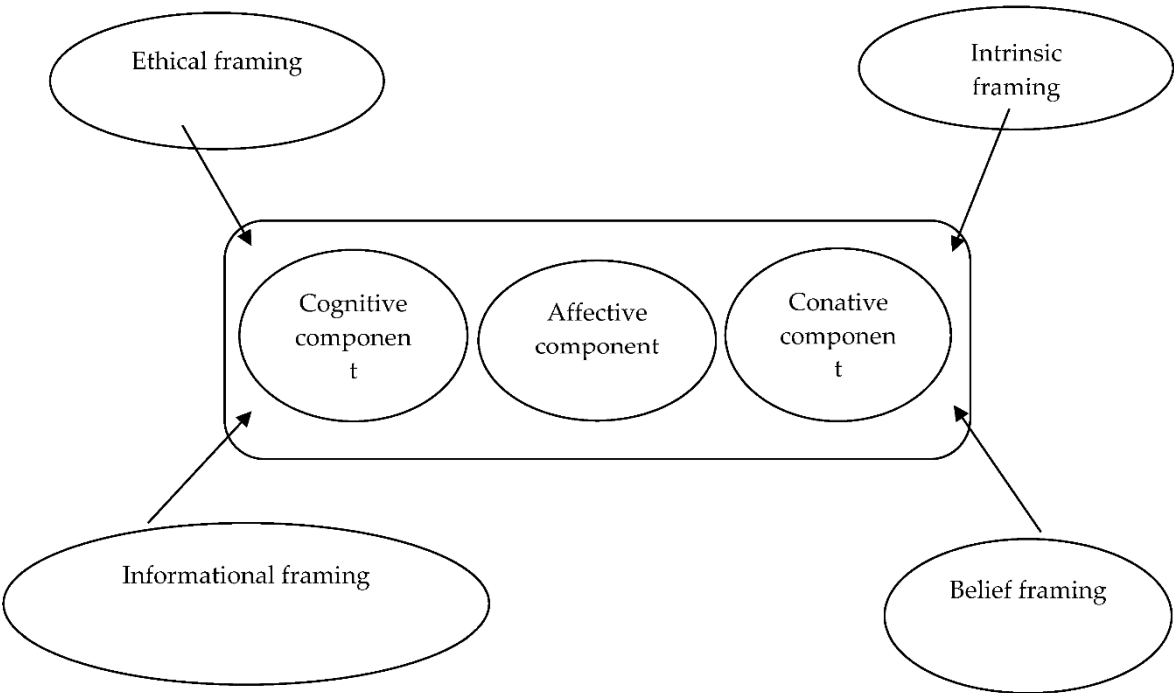 Ethical framing
Intrinsic
framing
Cognitive
componen
t
Affective
component
Conative
componen
t
Informational framing
Belief framing